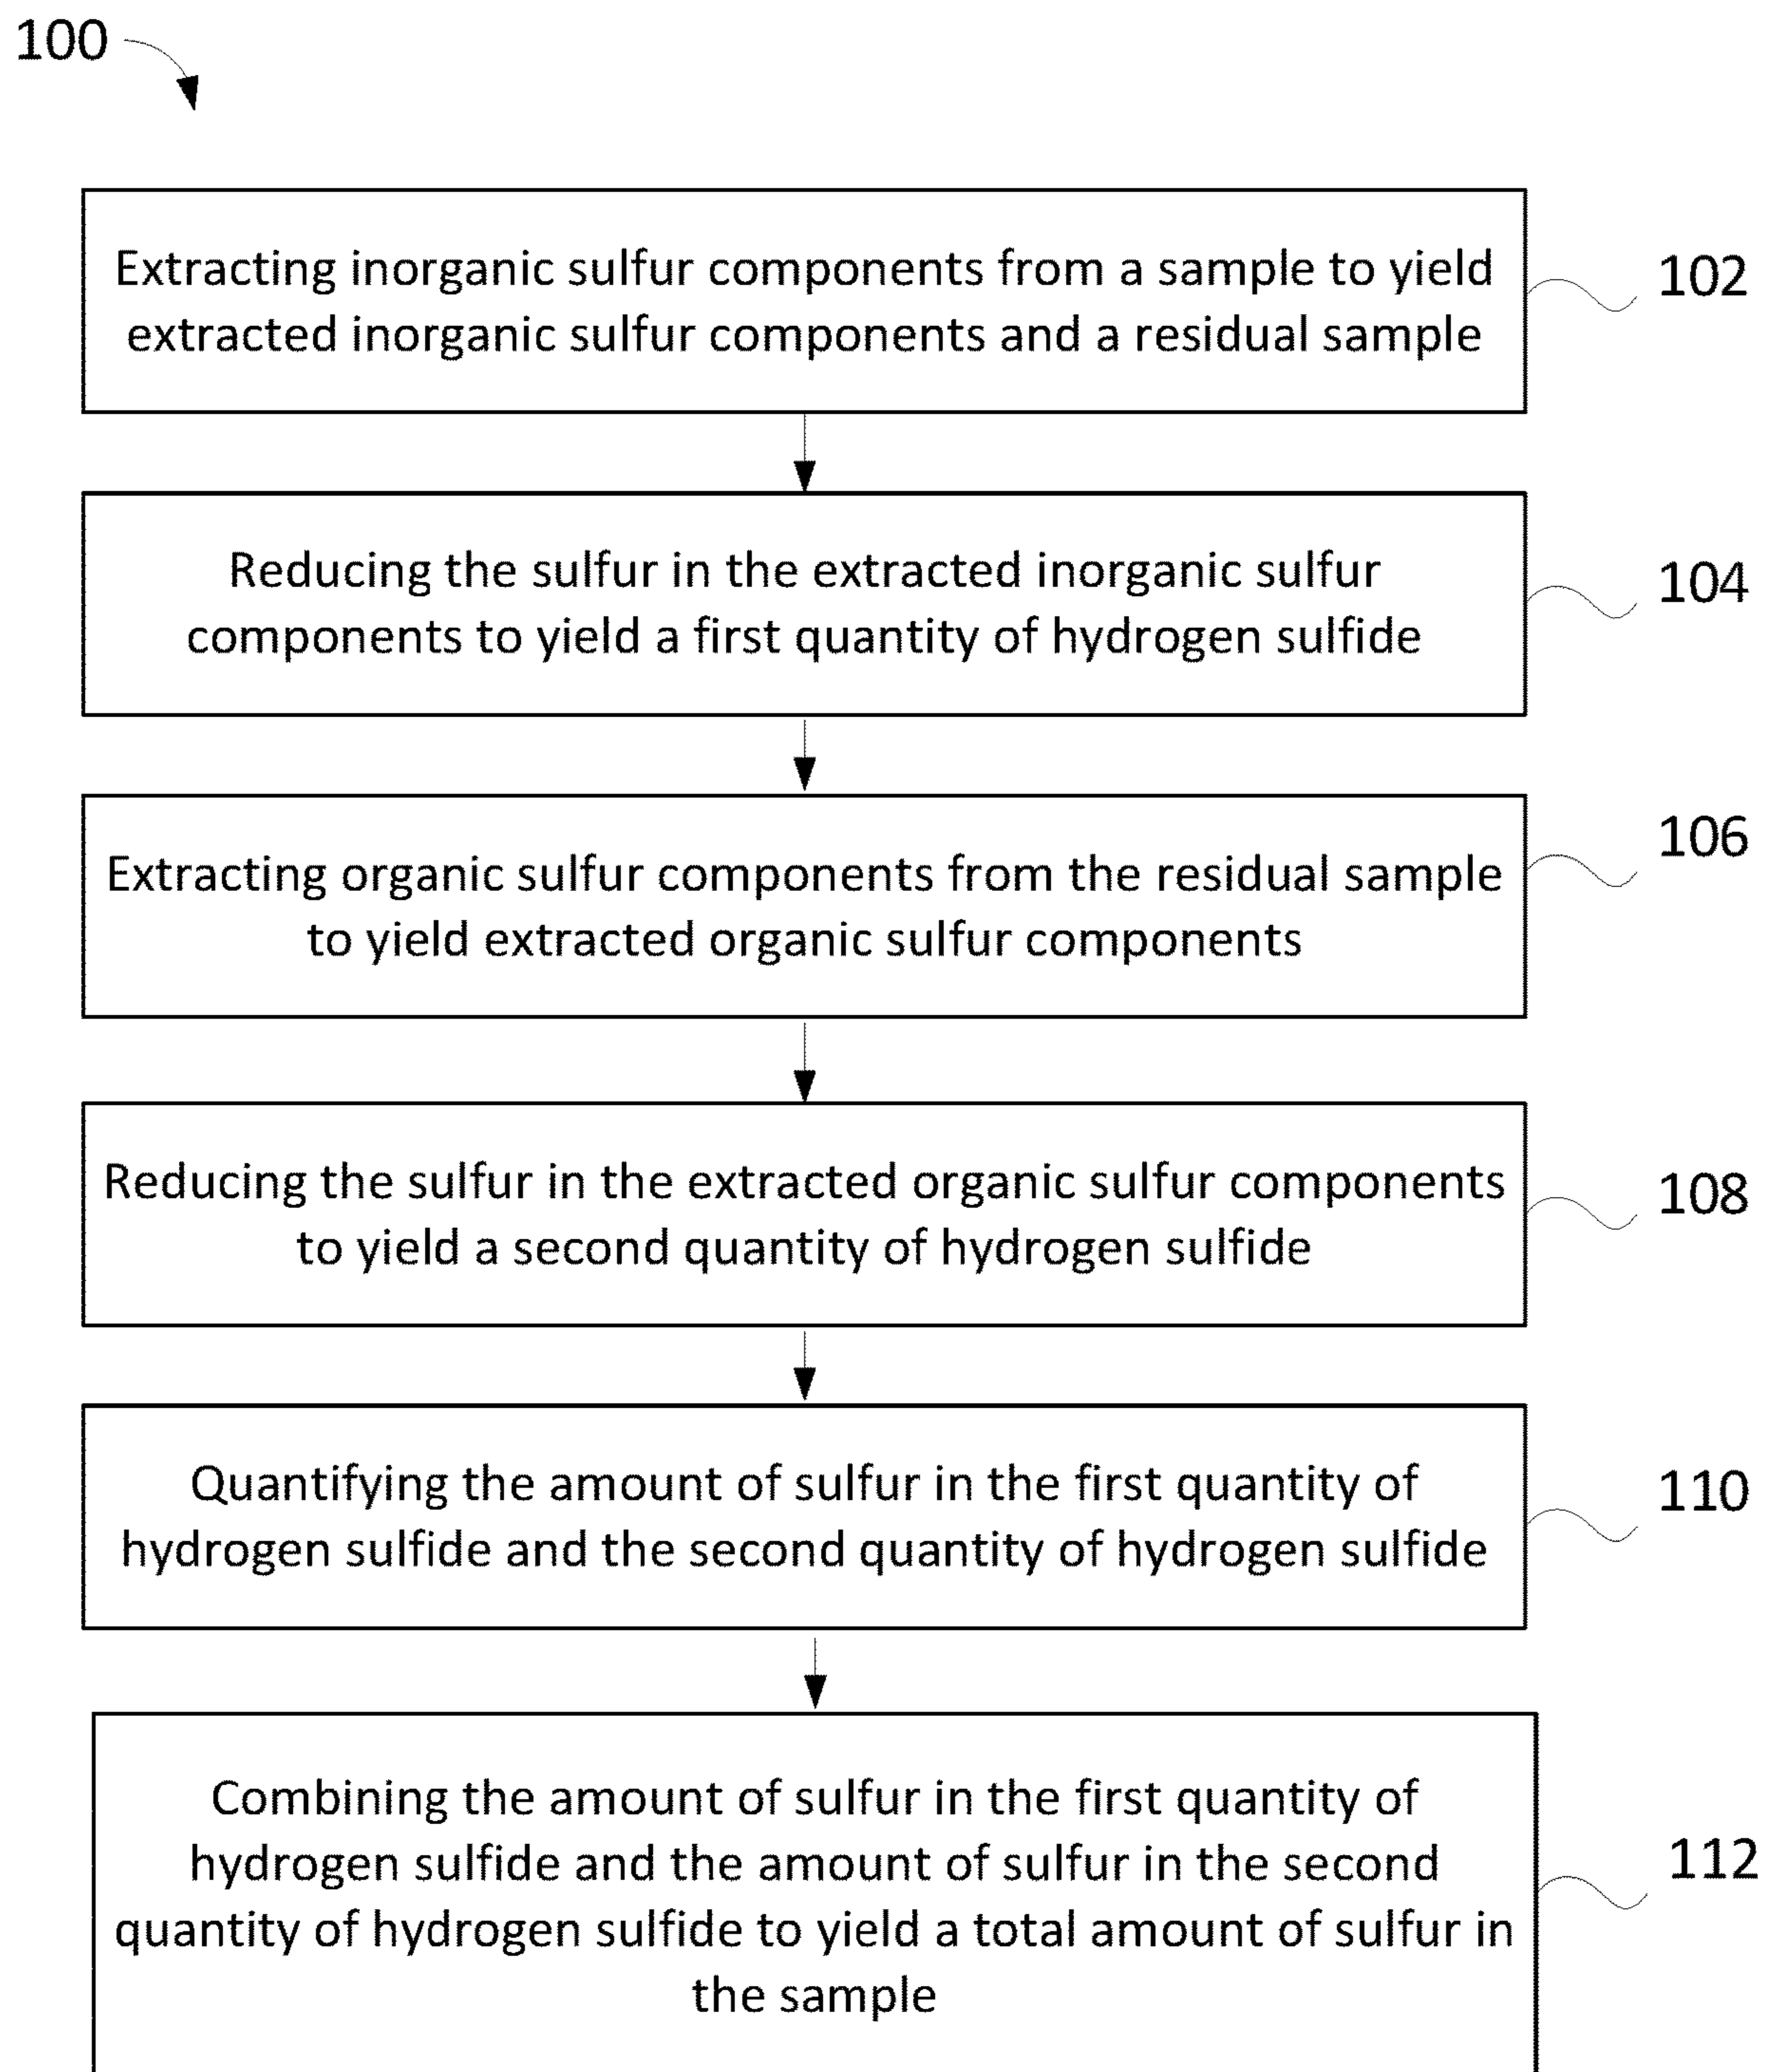 100
Extracting inorganic sulfur components from a sample to yield
extracted inorganic sulfur components and a residual sample
102
Reducing the sulfur in the extracted inorganic sulfur
components to yield a first quantity of hydrogen sulfide
104
Extracting organic sulfur components from the residual sample
to yield extracted organic sulfur components
106
Reducing the sulfur in the extracted organic sulfur components
to yield a second quantity of hydrogen sulfide
108
Quantifying the amount of sulfur in the first quantity of
hydrogen sulfide and the second quantity of hydrogen sulfide
110
Combining the amount of sulfur in the first quantity of
hydrogen sulfide and the amount of sulfur in the second
quantity of hydrogen sulfide to yield a total amount of sulfur in
the sample
112